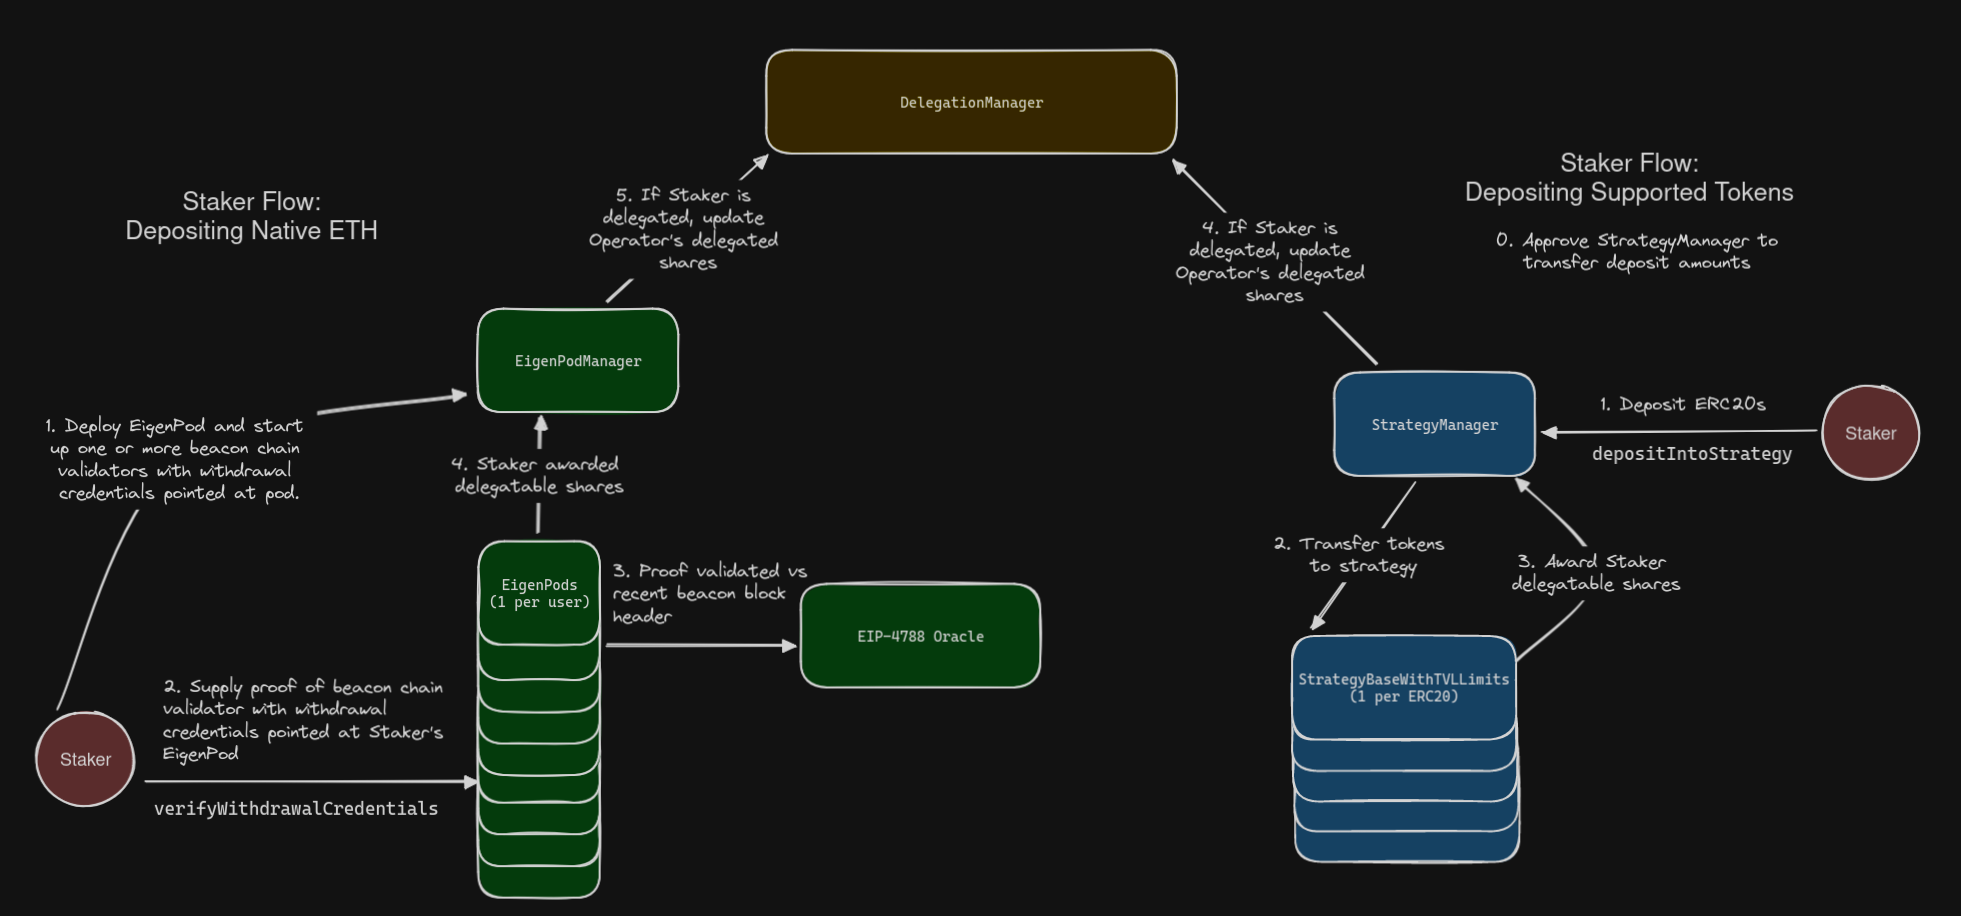 DelegationManager
Staker Flow:
Depositing Native ETH
5. If Staker is
delegated, update
Operator's delegated
shares
4. If Staker is
delegated, update
Operator's delegated
shares
Staker Flow:
Depositing Supported Tokens
0. Approve StrategyManager to
transfer deposit amounts
EigenPodManager
StrategyManager
1. Deposit ERC20s
depositIntoStrategy
Staker
1. Deploy EigenPod and start
up one or more beacon chain
validators with withdrawal
credentials pointed at pod.
4. Staker awarded
delegatable shares
2. Transfer tokens
to strategy
3. Award Staker
delegatable shares
EigenPods
(1 per user)
3. Proof validated vs
recent beacon block
header
EIP-4788 Oracle
StrategyBaseWithTVLLimits
(1 per ERC20)
2. Supply proof of beacon chain
validator with withdrawal
credentials pointed at Staker's
EigenPod
Staker
verifyWithdrawalCredentials